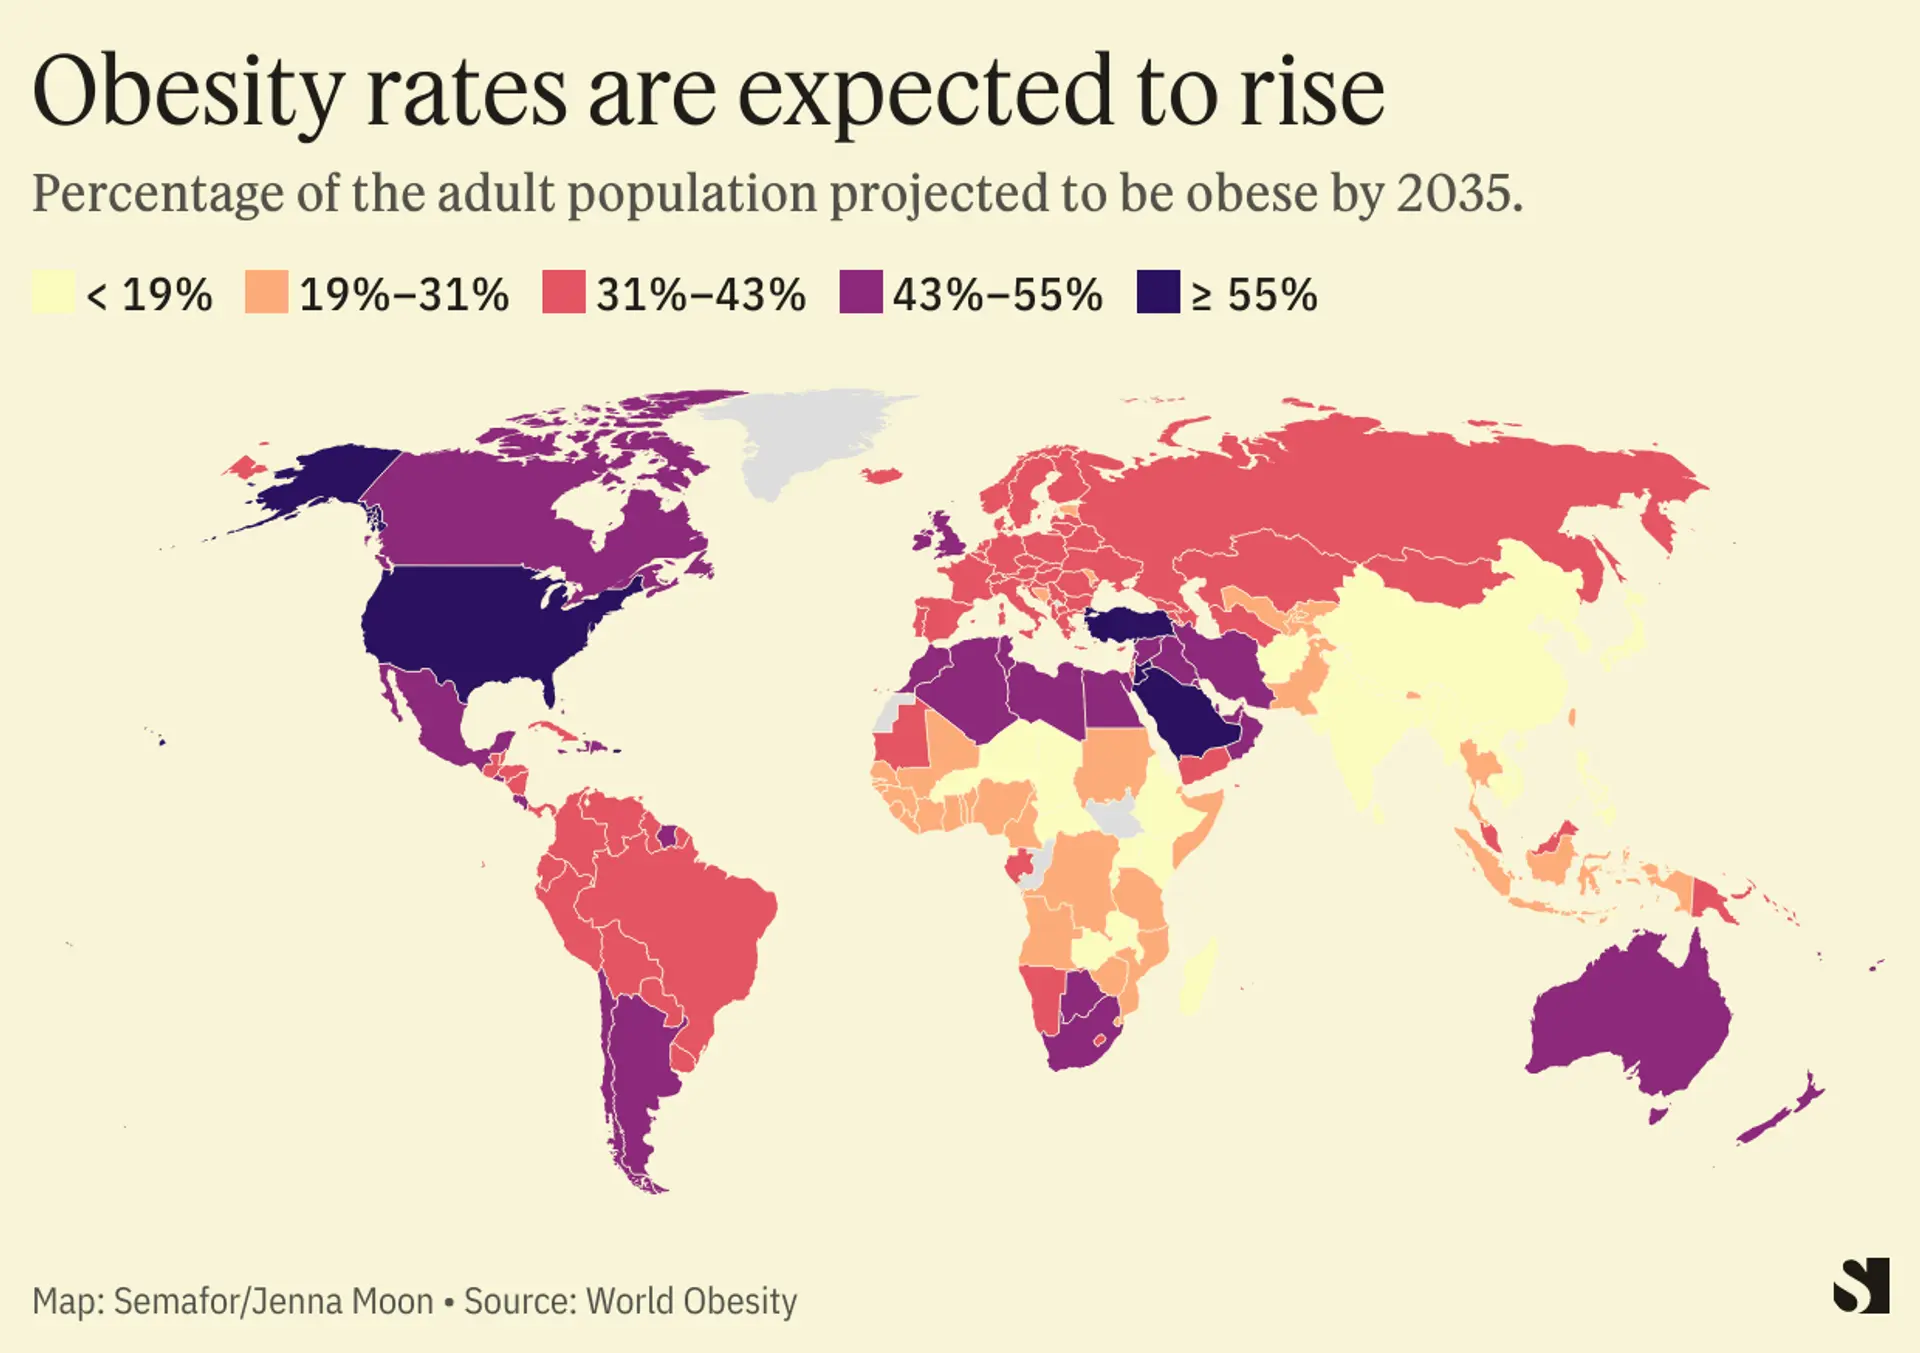 Obesity rates are expected to rise
Percentage of the adult population projected to be obese by 2035.
< 19% 19%–31% 31%–43% 43%–55% ≥ 55%
Map: Semafor/Jenna Moon • Source: World Obesity
S